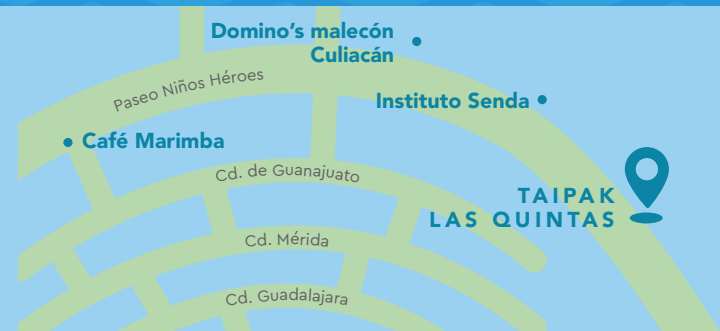 Domino's malecón
Culiacán
Paseo Niños Héroes
Instituto Senda
Café Marimba
Cd. de Guanajuato
TAIPAK
LAS QUINTAS
Cd. Mérida
Cd. Guadalajara